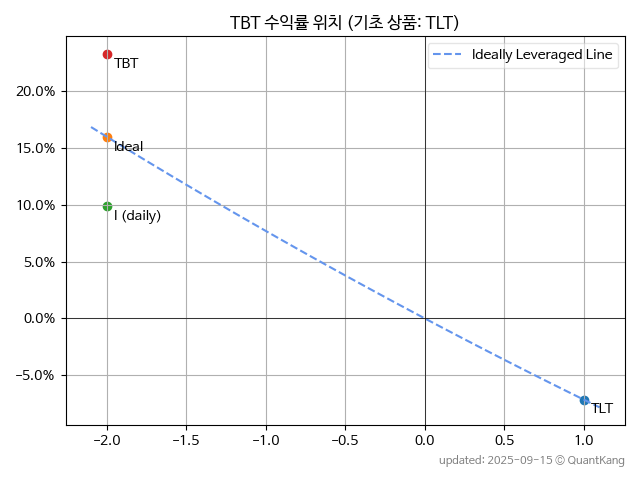 TBT 수익률 위치 (기초 상품: TLT)
Ideally Leveraged Line
20.0%
15.0%
10.0%
5.0%
0.0%
−5.0%
TBT
Ideal
I (daily)
TLT
−2.0
−1.5
−1.0
−0.5
0.0
0.5
1.0
updated: 2025-09-15 © QuantKang